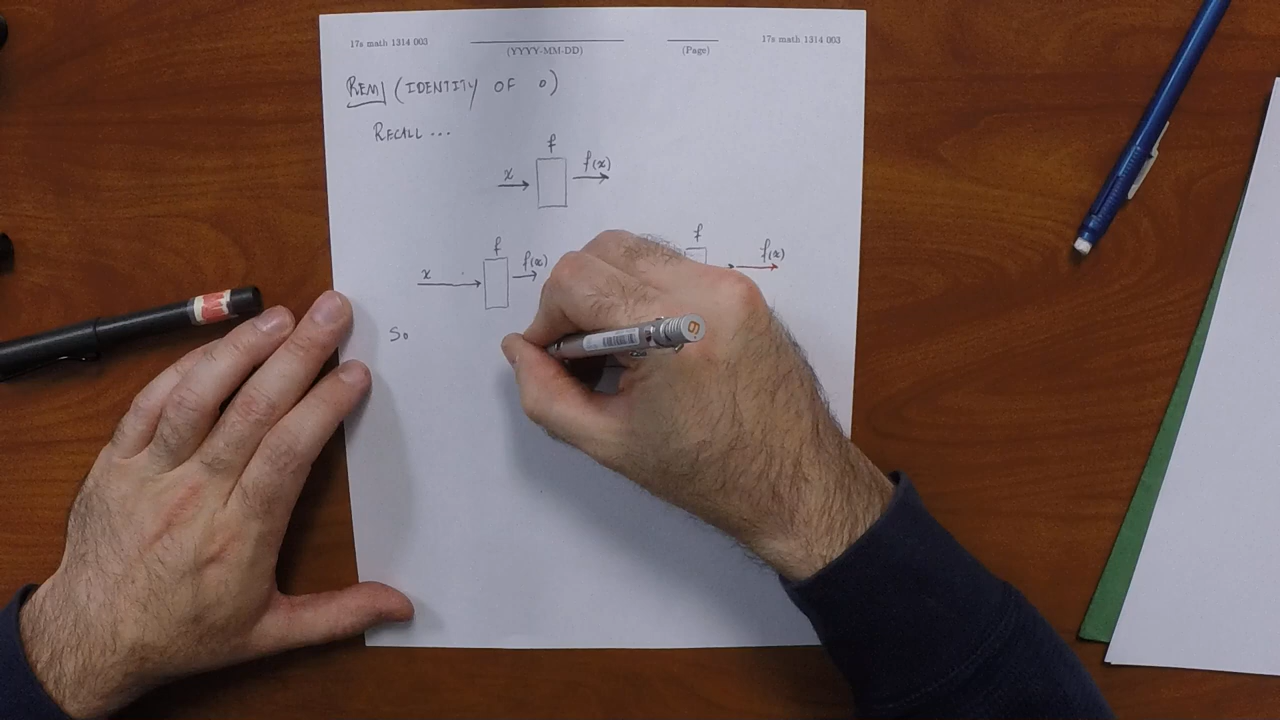 17s math 1314 003 (YYYY-MM-DD) (Page) 17s math 1314 003
REM (IDENTITY OF ∘)
RECALL...
f
x f(x)
f f
x f(x) f(x)
So